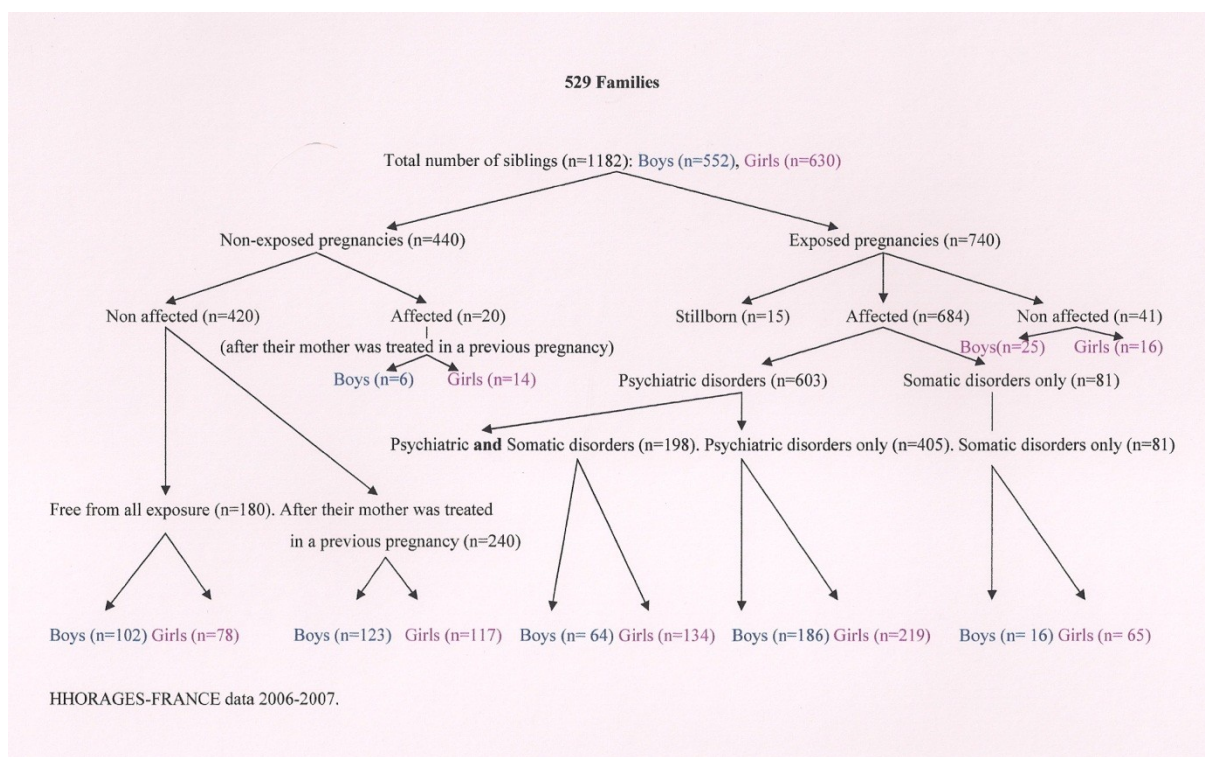 529 Families
Total number of siblings (n=1182): Boys (n=552), Girls (n=630)
Non-exposed pregnancies (n=440) Exposed pregnancies (n=740)
Non affected (n=420) Affected (n=20) Stillborn (n=15) Affected (n=684) Non affected (n=41)
(after their mother was treated in a previous pregnancy) Boys(n=25) Girls (n=16)
Boys (n=6) Girls (n=14) Psychiatric disorders (n=603) Somatic disorders only (n=81)
Psychiatric and Somatic disorders (n=198). Psychiatric disorders only (n=405). Somatic disorders only (n=81)
Free from all exposure (n=180). After their mother was treated
in a previous pregnancy (n=240)
Boys (n=102) Girls (n=78) Boys (n=123) Girls (n=117) Boys (n= 64) Girls (n=134) Boys (n=186) Girls (n=219) Boys (n= 16) Girls (n= 65)
HHORAGES-FRANCE data 2006-2007.